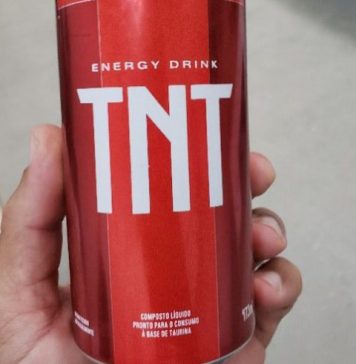 ENERGY DRINK
TNT
COMPOSTO LÍQUIDO
PRONTO PARA O CONSUMO
À BASE DE TAURINA